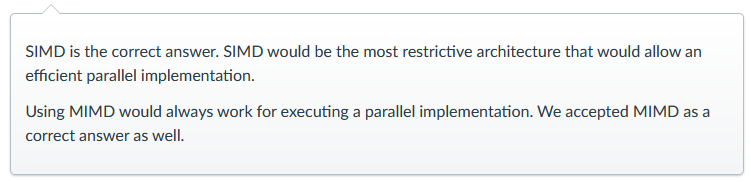 SIMD is the correct answer. SIMD would be the most restrictive architecture that would allow an
efficient parallel implementation.
Using MIMD would always work for executing a parallel implementation. We accepted MIMD as a
correct answer as well.